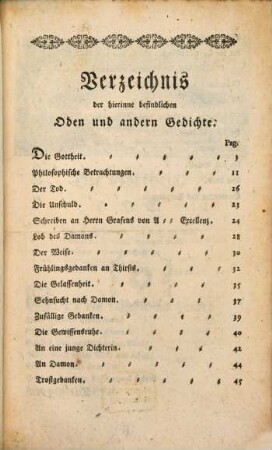 Verzeichnis
der hierinne befindlichen
Oden und andern Gedichte.
Pag.
Die Gottheit. 3
Philosophische Betrachtungen. 11
Der Tod. 16
Die Unschuld. 23
Schreiben an Herrn Grafens von A** Excellenz. 24
Lob des Damons. 28
Der Weise. 30
Frühlingsgedanken an Thirsis. 32
Die Gelassenheit. 35
Sehnsucht nach Damon. 37
Zufällige Gedanken. 39
Die Gewissensruhe. 40
An eine junge Dichterin. 42
An Damon. 44
Trostgedanken. 45